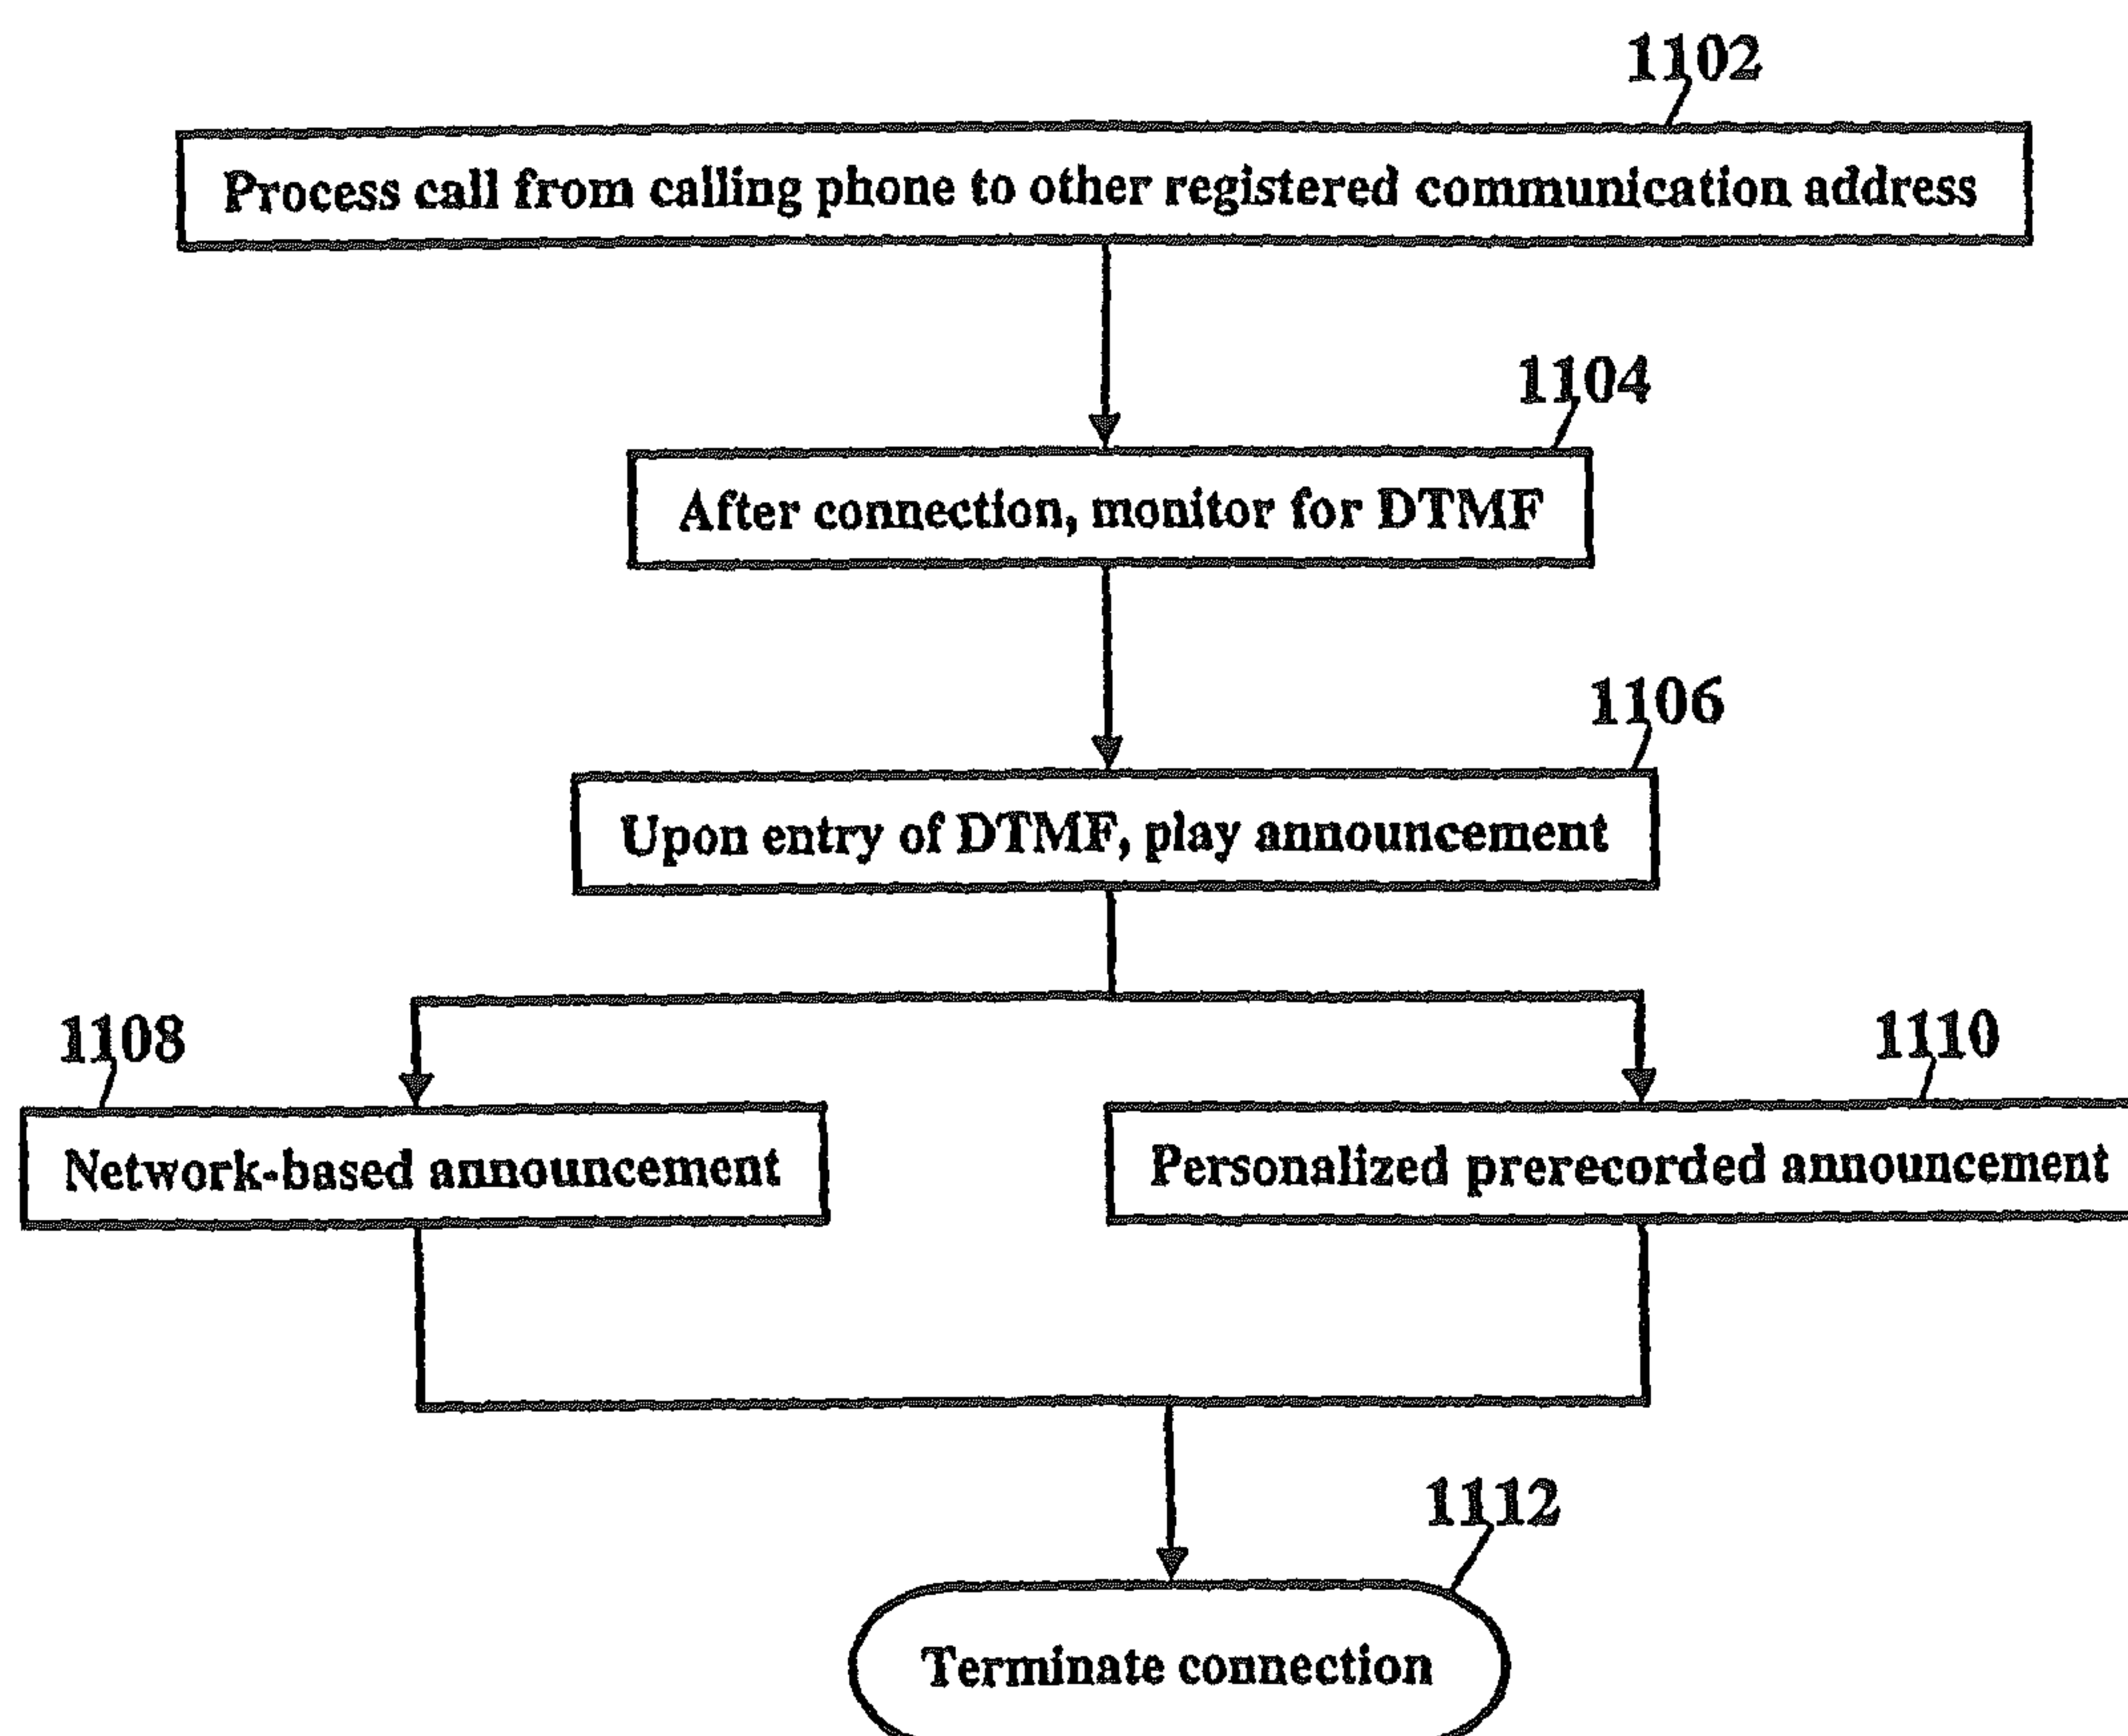 1102
Process call from calling phone to other registered communication address
1104
After connection, monitor for DTMF
1106
Upon entry of DTMF, play announcement
1108
Network-based announcement
1110
Personalized prerecorded announcement
1112
Terminate connection